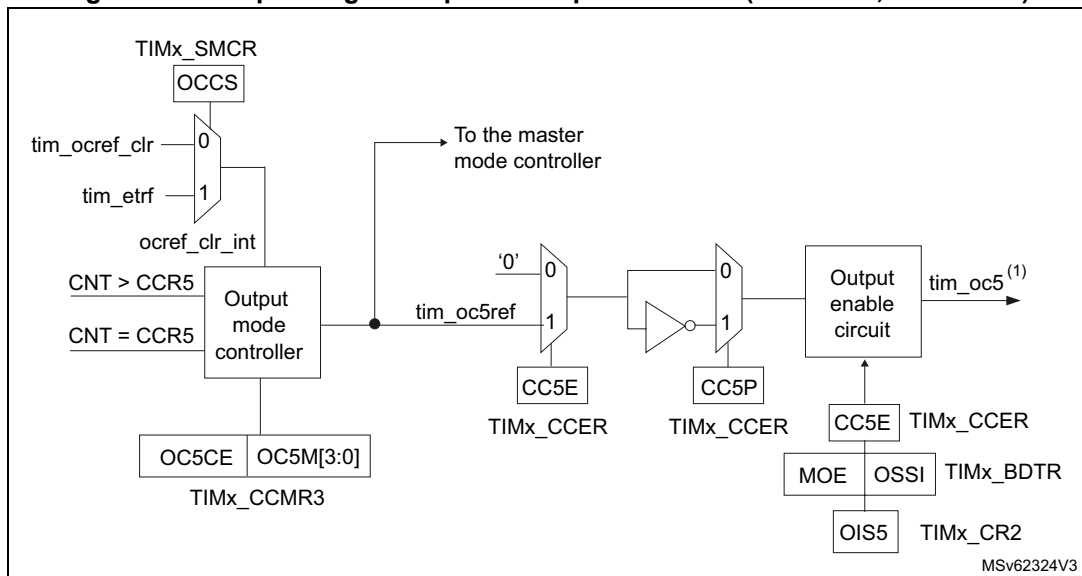 TIMx_SMCR
OCCS
To the master
mode controller
tim_ocref_clr
0
tim_etrf
1
ocref_clr_int
CNT > CCR5
CNT = CCR5
Output
mode
controller
tim_oc5ref
'0'
0
1
0
1
Output
enable
circuit
tim_oc5 (1)
CC5E
TIMx_CCER
CC5P
TIMx_CCER
CC5E TIMx_CCER
MOE OSSI TIMx_BDTR
OIS5 TIMx_CR2
OC5CE OC5M[3:0]
TIMx_CCMR3
MSv62324V3